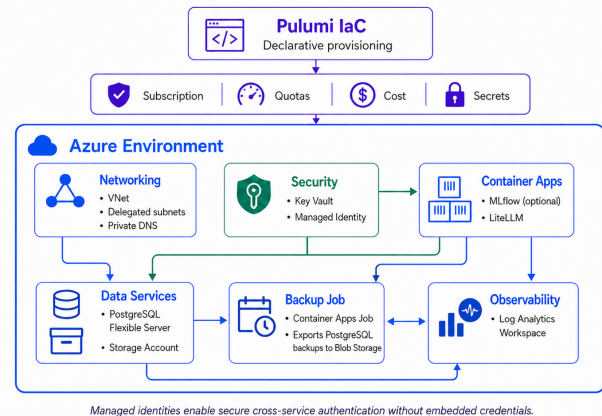 Pulumi IaC
Declarative provisioning
Subscription
Quotas
Cost
Secrets
Azure Environment
Networking
• VNet
• Delegated subnets
• Private DNS
Security
• Key Vault
• Managed Identity
Container Apps
• MLflow (optional)
• LiteLLM
Data Services
• PostgreSQL
Flexible Server
• Storage Account
Backup Job
• Container Apps Job
• Exports PostgreSQL
backups to Blob Storage
Observability
• Log Analytics
Workspace
Managed identities enable secure cross-service authentication without embedded credentials.